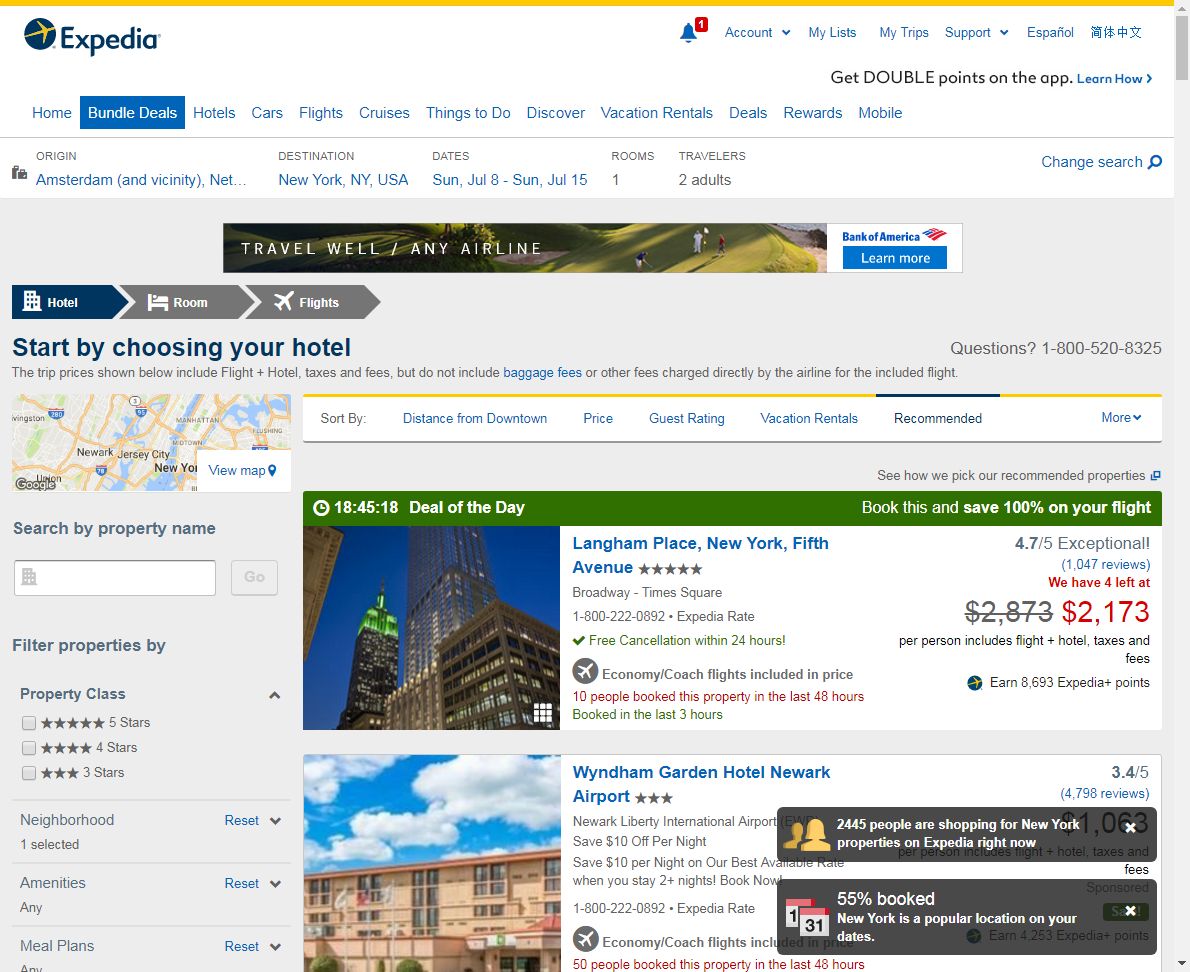 Expedia
1
Account
My Lists
My Trips
Support
Español
简体中文
Get DOUBLE points on the app. Learn How
Home
Bundle Deals
Hotels
Cars
Flights
Cruises
Things to Do
Discover
Vacation Rentals
Deals
Rewards
Mobile
ORIGIN
Amsterdam (and vicinity), Net...
DESTINATION
New York, NY, USA
DATES
Sun, Jul 8 - Sun, Jul 15
ROOMS
1
TRAVELERS
2 adults
Change search
TRAVEL WELL / ANY AIRLINE
Bank of America
Learn more
Hotel
Room
Flights
Start by choosing your hotel
Questions? 1-800-520-8325
The trip prices shown below include Flight + Hotel, taxes and fees, but do not include baggage fees or other fees charged directly by the airline for the included flight.
vingston
280
3
95
MANHATTAN
FLUSHING
MIDTOWN
Newark
Jersey City
78
New Yor
Union
Google
View map
Sort By:
Distance from Downtown
Price
Guest Rating
Vacation Rentals
Recommended
More
See how we pick our recommended properties
Search by property name
Go
Filter properties by
Property Class
5 Stars
4 Stars
3 Stars
Neighborhood
Reset
1 selected
Amenities
Reset
Any
Meal Plans
Reset
Any
18:45:18 Deal of the Day
Book this and save 100% on your flight
Langham Place, New York, Fifth
Avenue
Broadway - Times Square
1-800-222-0892 • Expedia Rate
Free Cancellation within 24 hours!
Economy/Coach flights included in price
10 people booked this property in the last 48 hours
Booked in the last 3 hours
4.7/5 Exceptional!
(1,047 reviews)
We have 4 left at
$2,873 $2,173
per person includes flight + hotel, taxes and
fees
Earn 8,693 Expedia+ points
Wyndham Garden Hotel Newark
Airport
Newark Liberty International Airport (EWR)
Save $10 Off Per Night
Save $10 per Night on Our Best Available Rate
when you stay 2+ nights! Book Now!
1-800-222-0892 • Expedia Rate
Economy/Coach flights included in price
50 people booked this property in the last 48 hours
3.4/5
(4,798 reviews)
$1,063
per person includes flight + hotel, taxes and
fees
Sponsored
Earn 4,253 Expedia+ points
2445 people are shopping for New York
properties on Expedia right now
1
31
55% booked
New York is a popular location on your
dates.